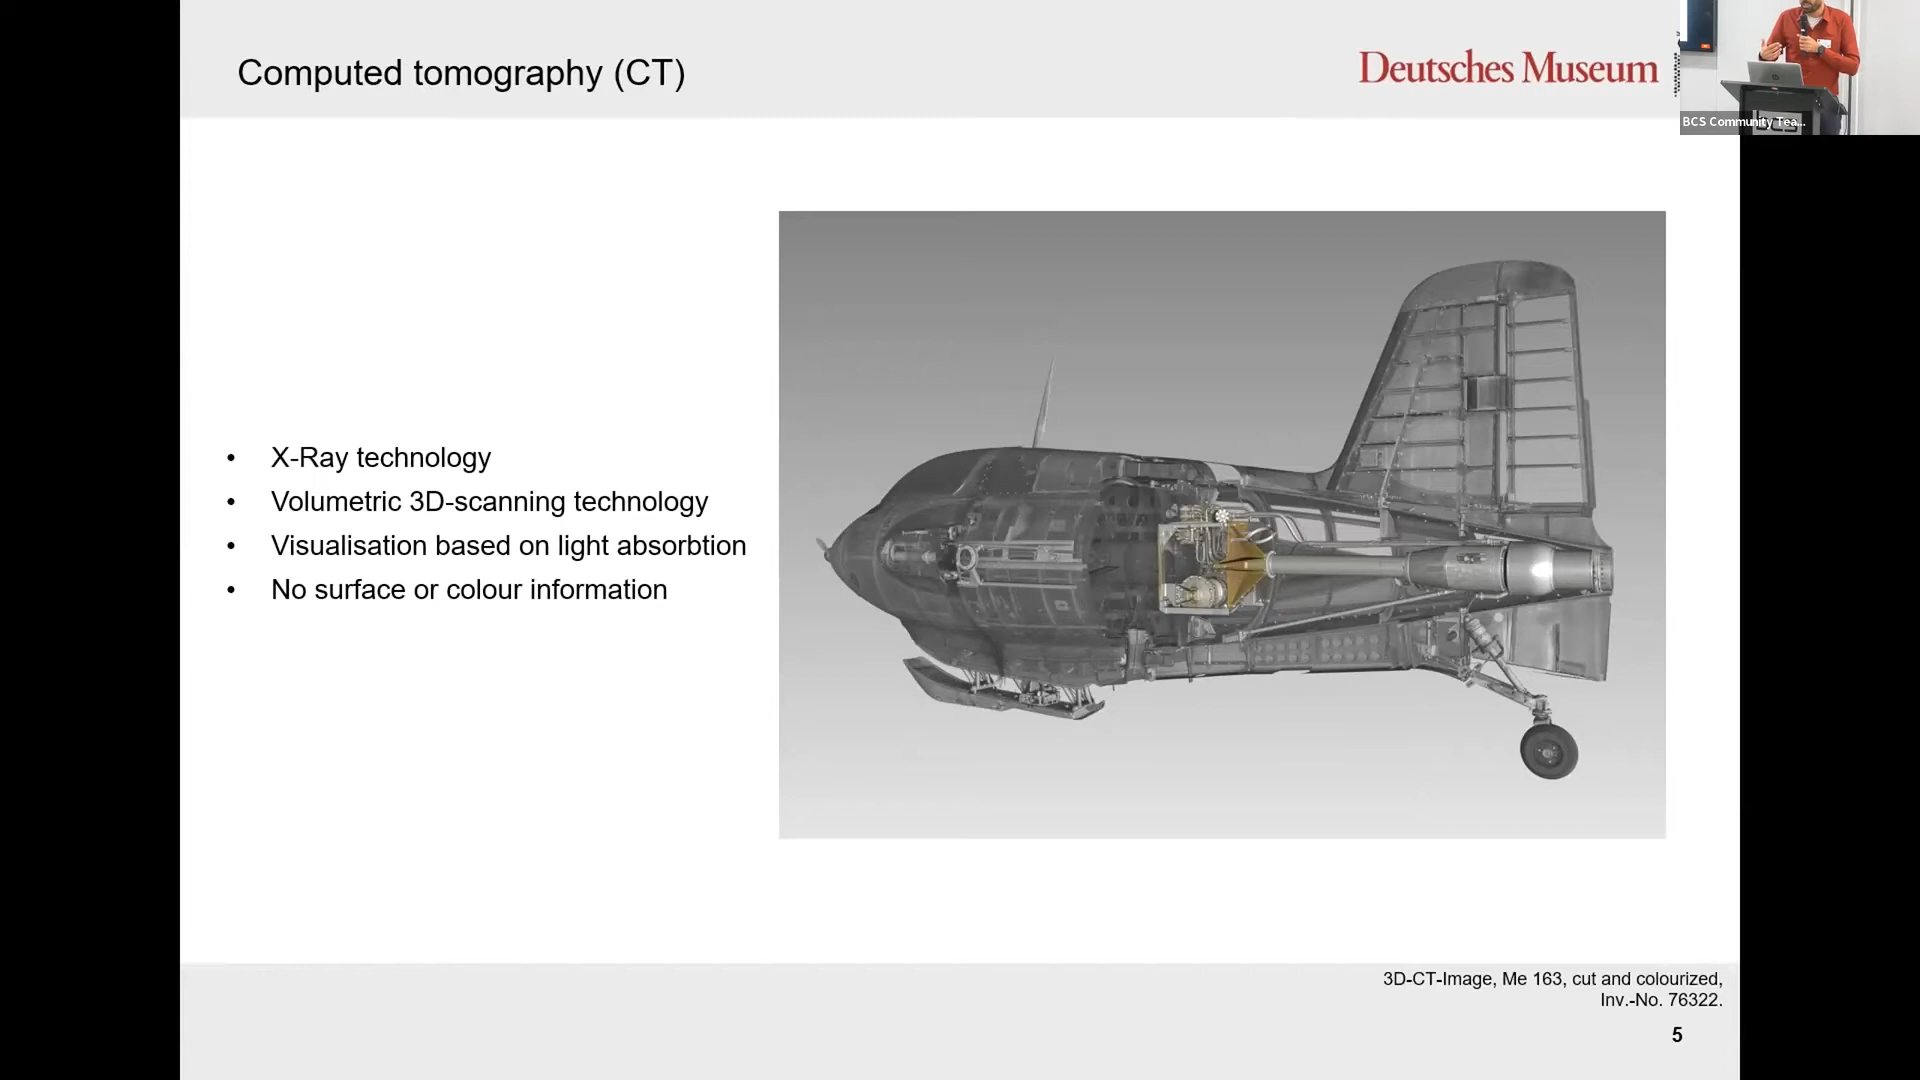 Computed tomography (CT)
Deutsches Museum
BCS Community Tea...
BCS
• X-Ray technology
• Volumetric 3D-scanning technology
• Visualisation based on light absorbtion
• No surface or colour information
3D-CT-Image, Me 163, cut and colourized,
Inv.-No. 76322.
5